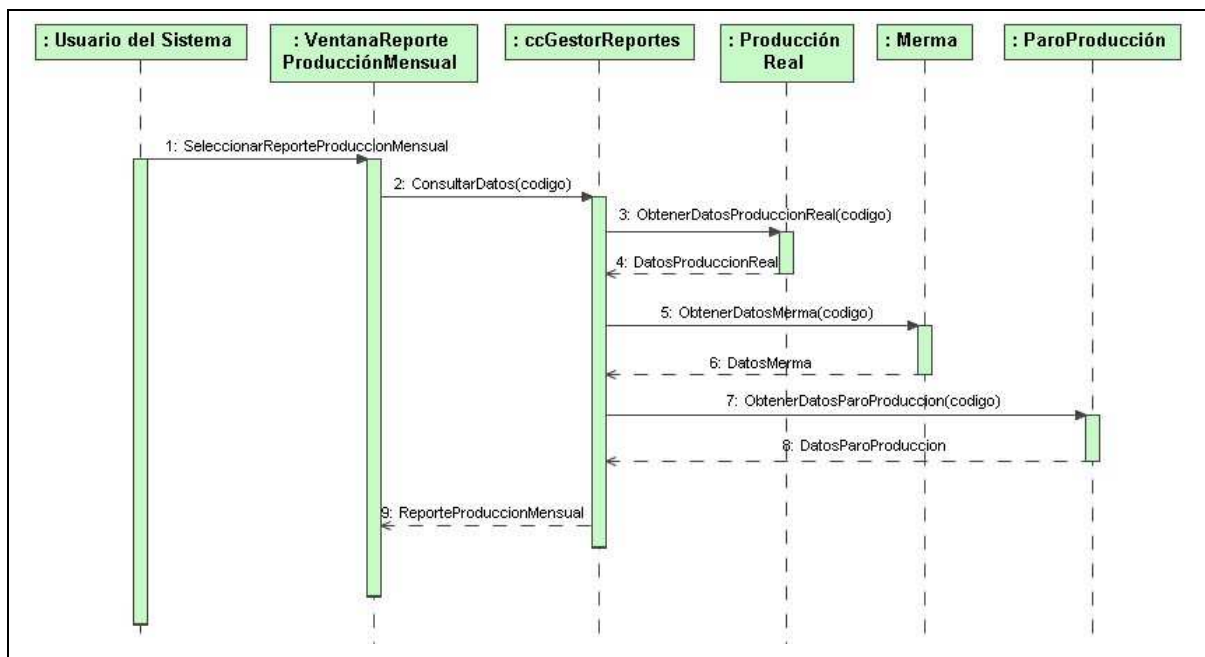 : Usuario del Sistema
: VentanaReporte
ProducciónMensual
: ccGestorReportes
: Producción
Real
: Merma
: ParoProducción
1: SeleccionarReporteProduccionMensual
2: ConsultarDatos(codigo)
3: ObtenerDatosProduccionReal(codigo)
4: DatosProduccionReal
5: ObtenerDatosMerma(codigo)
6: DatosMerma
7: ObtenerDatosParoProduccion(codigo)
8: DatosParoProduccion
9: ReporteProduccionMensual